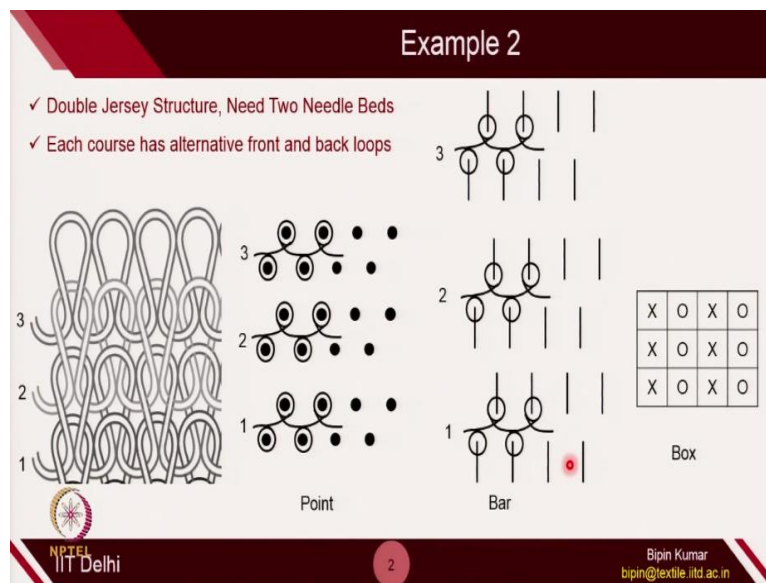 Example 2
✓ Double Jersey Structure, Need Two Needle Beds
✓ Each course has alternative front and back loops
3
2
1
3
2
1
Point
3
2
1
Bar
X O X O
X O X O
X O X O
Box
NPTEL
IIT Delhi
2
Bipin Kumar
bipin@textile.iitd.ac.in